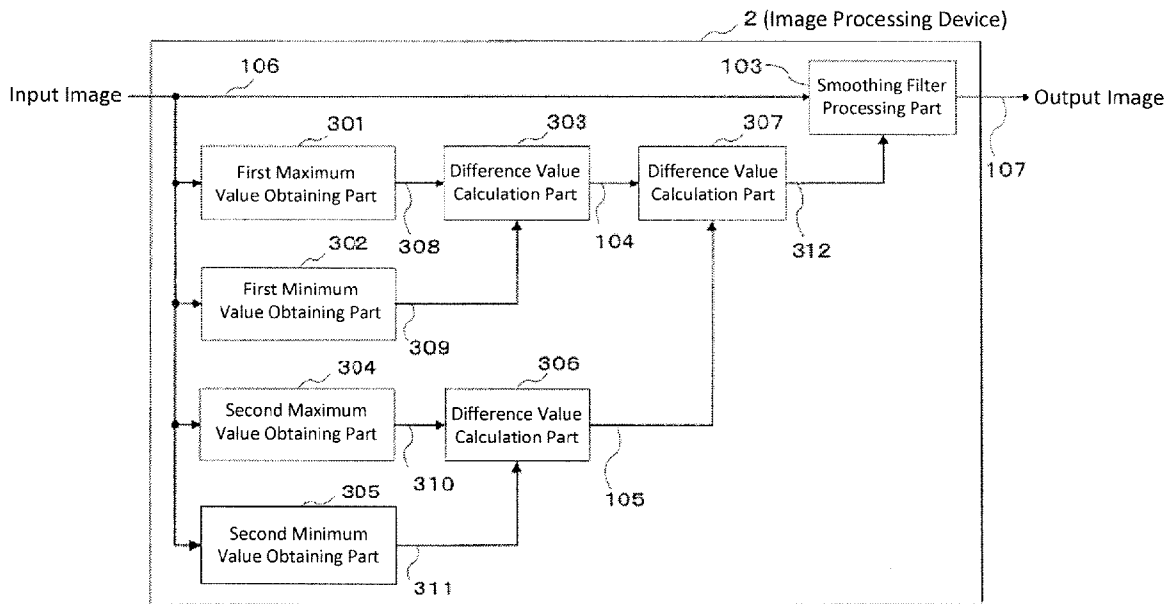 2 (Image Processing Device)
106
103
Input Image
Smoothing Filter
Processing Part
Output Image
107
301
303
307
First Maximum
Value Obtaining Part
Difference Value
Calculation Part
Difference Value
Calculation Part
308
104
312
302
First Minimum
Value Obtaining Part
309
304
306
Second Maximum
Value Obtaining Part
Difference Value
Calculation Part
310
105
305
Second Minimum
Value Obtaining Part
311